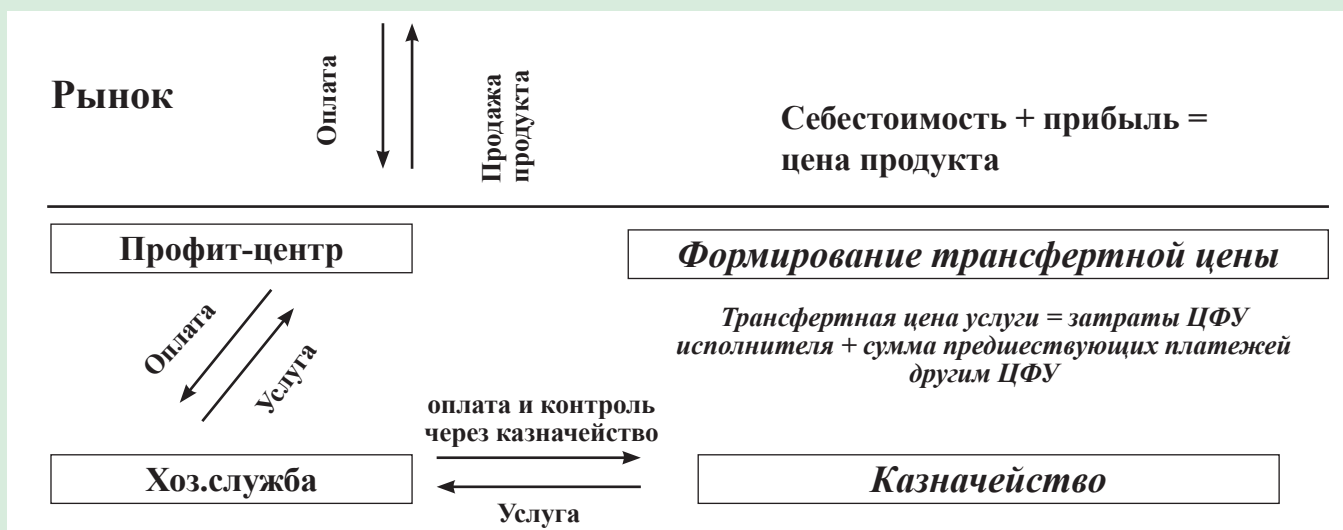 Рынок
Оплата
Продажа
продукта
Себестоимость + прибыль =
цена продукта
Профит-центр
Формирование трансфертной цены
Оплата
Услуга
Трансфертная цена услуги = затраты ЦФУ
исполнителя + сумма предшествующих платежей
другим ЦФУ
оплата и контроль
через казначейство
Хоз.служба
Казначейство
Услуга